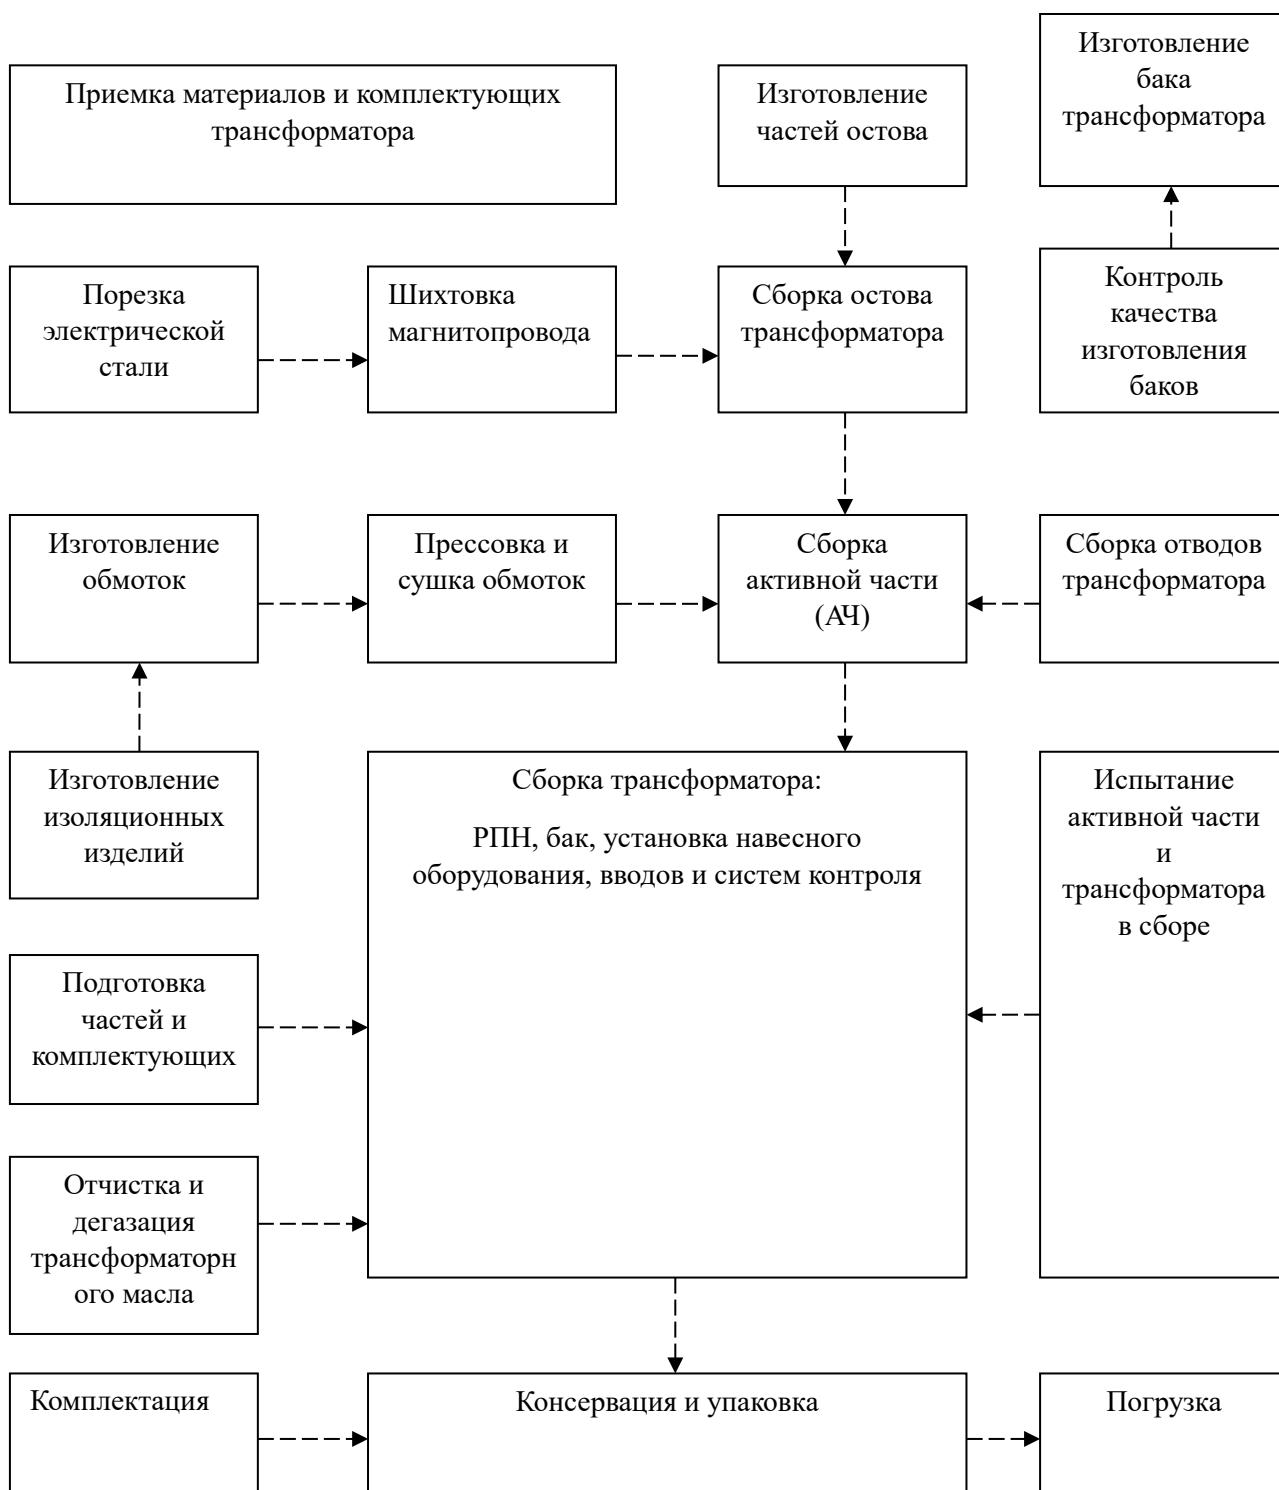 Приемка материалов и комплектующих
трансформатора
Изготовление
частей остова
Изготовление
бака
трансформатора
Порезка
электрической
стали
Шихтовка
магнитопровода
Сборка остова
трансформатора
Контроль
качества
изготовления
баков
Изготовление
обмоток
Прессовка и
сушка обмоток
Сборка
активной части
(АЧ)
Сборка отводов
трансформатора
Изготовление
изоляционных
изделий
Сборка трансформатора:
РПН, бак, установка навесного
оборудования, вводов и систем контроля
Испытание
активной части
и
трансформатора
в сборе
Подготовка
частей и
комплектующих
Отчистка и
дегазация
трансформаторн
ого масла
Комплектация
Консервация и упаковка
Погрузка